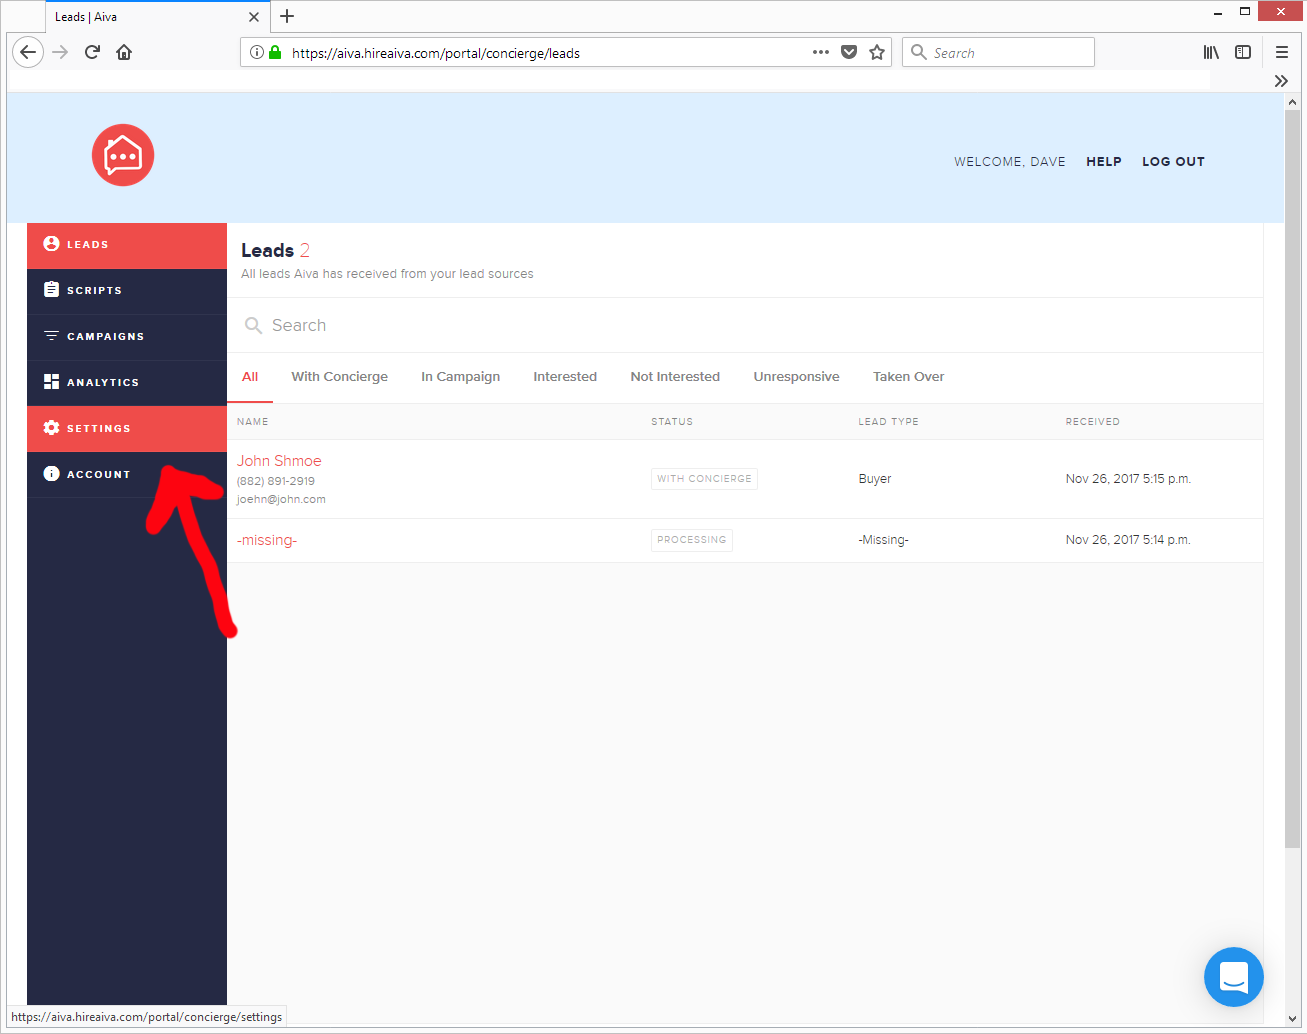 Leads | Aiva
https://aiva.hireaiva.com/portal/concierge/leads
Search
WELCOME, DAVE HELP LOG OUT
LEADS
SCRIPTS
CAMPAIGNS
ANALYTICS
SETTINGS
ACCOUNT
Leads 2
All leads Aiva has received from your lead sources
Search
All With Concierge In Campaign Interested Not Interested Unresponsive Taken Over
NAME STATUS LEAD TYPE RECEIVED
John Shmoe
(882) 891-2919
joehn@john.com
WITH CONCIERGE Buyer Nov 26, 2017 5:15 p.m.
-missing- PROCESSING -Missing- Nov 26, 2017 5:14 p.m.
https://aiva.hireaiva.com/portal/concierge/settings